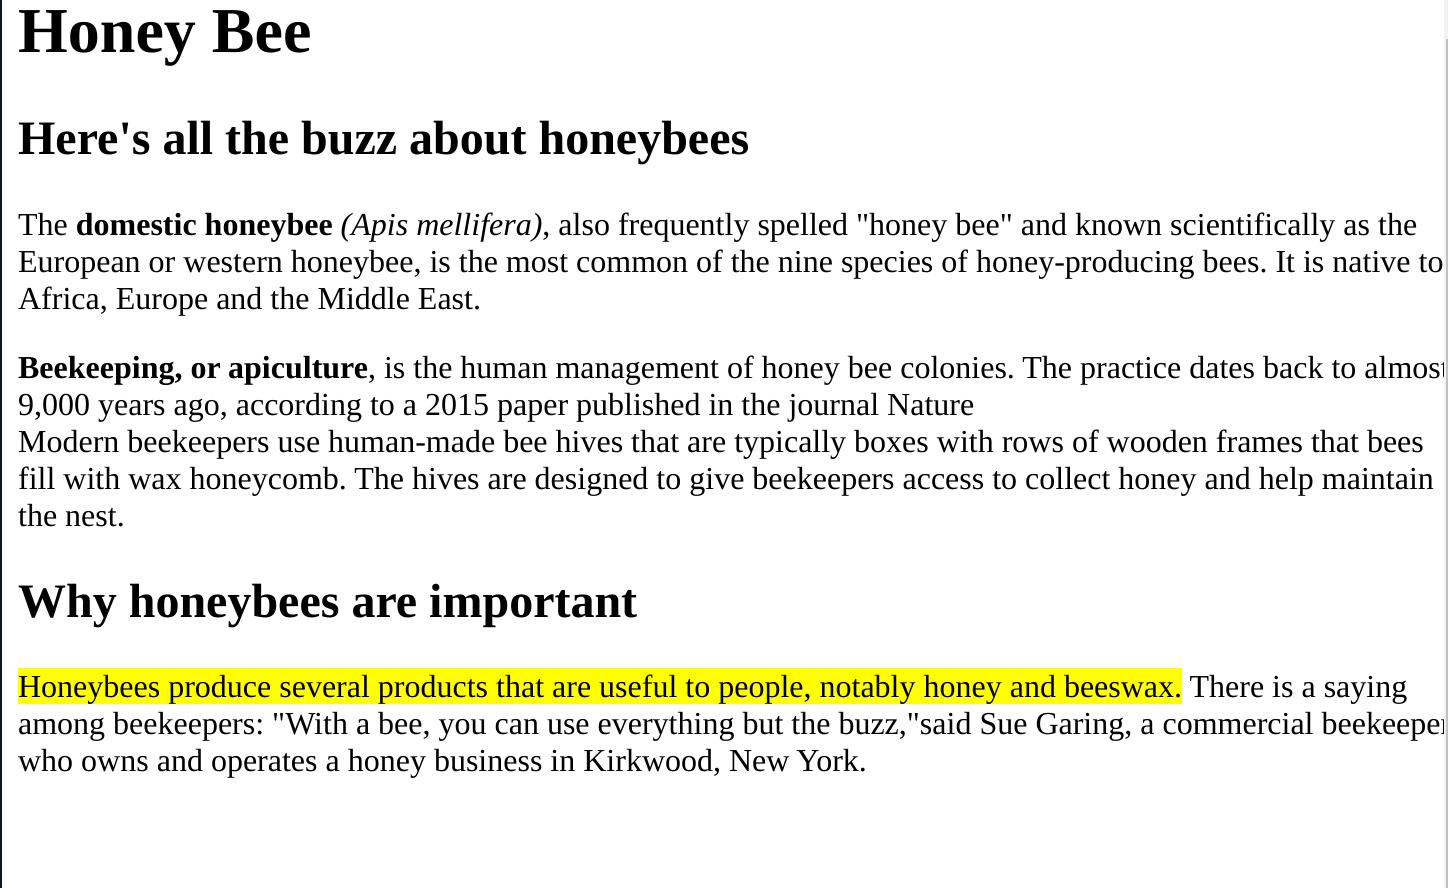 Honey Bee
Here's all the buzz about honeybees
The domestic honeybee (Apis mellifera), also frequently spelled "honey bee" and known scientifically as the
European or western honeybee, is the most common of the nine species of honey-producing bees. It is native to
Africa, Europe and the Middle East.
Beekeeping, or apiculture, is the human management of honey bee colonies. The practice dates back to almost
9,000 years ago, according to a 2015 paper published in the journal Nature
Modern beekeepers use human-made bee hives that are typically boxes with rows of wooden frames that bees
fill with wax honeycomb. The hives are designed to give beekeepers access to collect honey and help maintain
the nest.
Why honeybees are important
Honeybees produce several products that are useful to people, notably honey and beeswax. There is a saying
among beekeepers: "With a bee, you can use everything but the buzz,"said Sue Garing, a commercial beekeeper
who owns and operates a honey business in Kirkwood, New York.